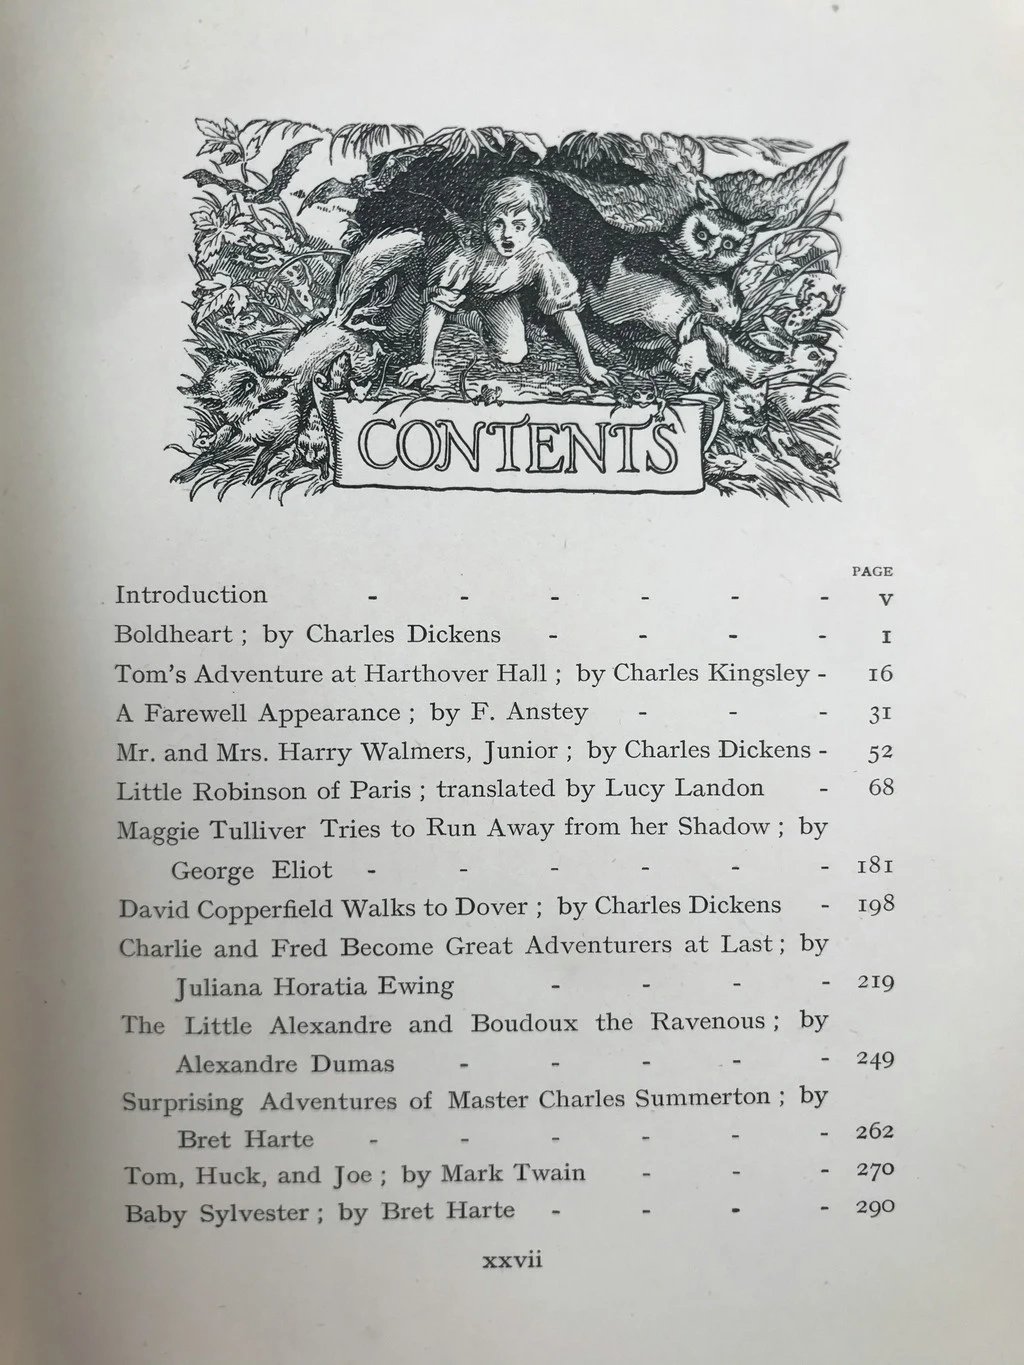 CONTENTS
PAGE
Introduction - - - - - - v
Boldheart ; by Charles Dickens - - - - 1
Tom's Adventure at Harthover Hall ; by Charles Kingsley - 16
A Farewell Appearance ; by F. Anstey - - - 31
Mr. and Mrs. Harry Walmers, Junior ; by Charles Dickens - 52
Little Robinson of Paris ; translated by Lucy Landon - 68
Maggie Tulliver Tries to Run Away from her Shadow ; by
George Eliot - - - - - - 181
David Copperfield Walks to Dover ; by Charles Dickens - 198
Charlie and Fred Become Great Adventurers at Last ; by
Juliana Horatia Ewing - - - - 219
The Little Alexandre and Boudoux the Ravenous ; by
Alexandre Dumas - - - - - 249
Surprising Adventures of Master Charles Summerton ; by
Bret Harte - - - - - - 262
Tom, Huck, and Joe ; by Mark Twain - - - 270
Baby Sylvester ; by Bret Harte - - - - 290
xxvii